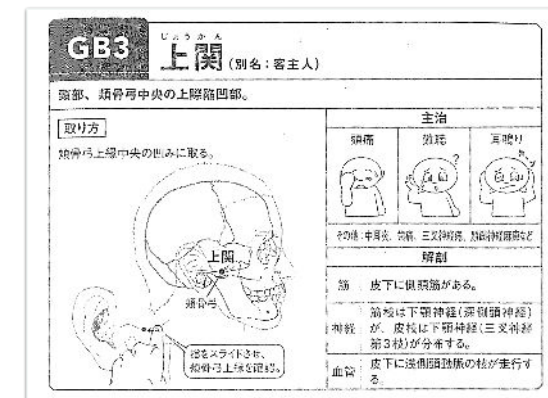 GB3
じょうかん
上関(別名:客主人)
頭部、頬骨弓中央の上際陥凹部。
取り方
頬骨弓上縁中央の凹みに取る。
上関
頬骨弓
指をスライドさせ、
頬骨弓上縁を確認。
主治
頭痛
難聴
耳鳴り
その他:中耳炎、歯痛、三叉神経痛、顔面神経麻痺など
解剖
筋
皮下に側頭筋がある。
神経
筋枝は下顎神経(深側頭神経)
が、皮枝は下顎神経(三叉神経
第3枝)が分布する。
血管
皮下に浅側頭動脈の枝が走行す
る。